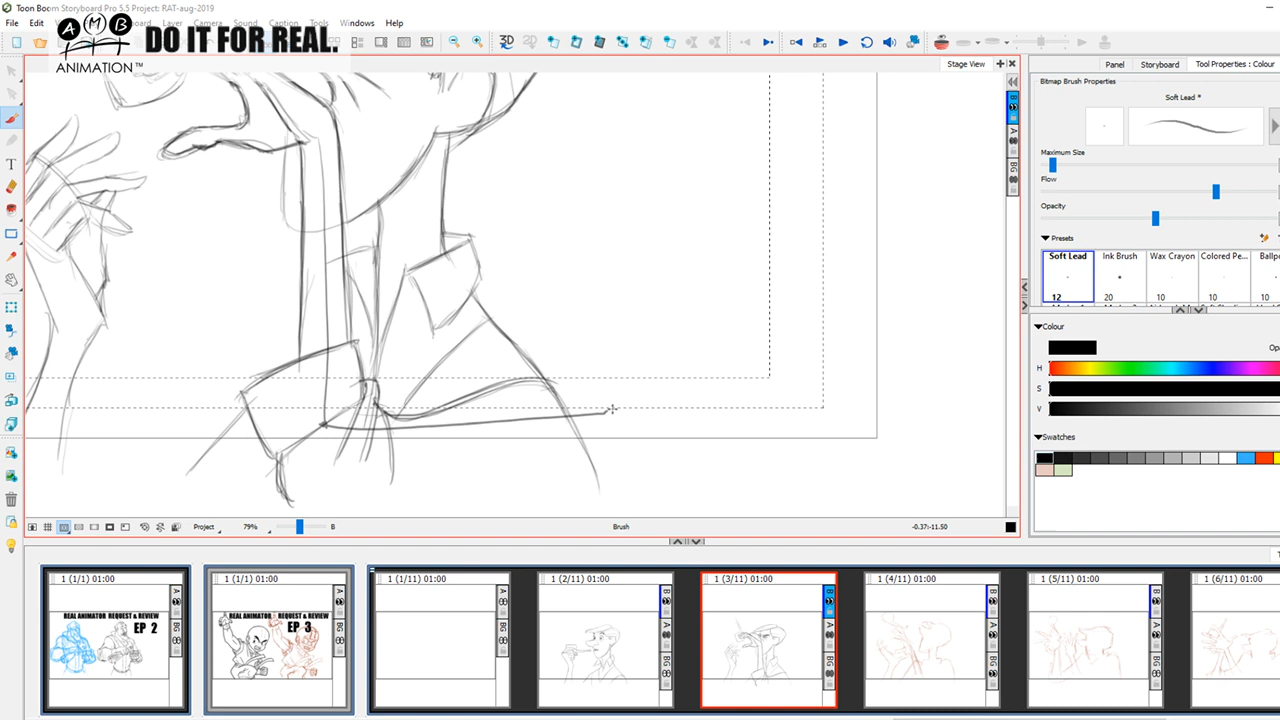 Toon Boom Storyboard Pro 5.5 Project: RAT-aug-2019
File Edit Layer Camera Sound Caption Tools Windows Help
AMB
ANIMATION™
DO IT FOR REAL.
3D
Stage View
Panel Storyboard Tool Properties : Colour
Bitmap Brush Properties
Soft Lead *
Maximum Size
Flow
Opacity
Presets
Soft Lead Ink Brush Wax Crayon Colored Pe...
12 20 10 10 10
Colour
H
S
V
Swatches
B
A
BG
T
Project 79% B Brush -0.37:-11.50
1 (1/1) 01:00 1 (1/1) 01:00 1 (1/11) 01:00 1 (2/11) 01:00 1 (3/11) 01:00 1 (4/11) 01:00 1 (5/11) 01:00 1 (6/11) 01:00
REAL ANIMATOR REQUEST & REVIEW
EP 2
REAL ANIMATOR REQUEST & REVIEW
EP 3